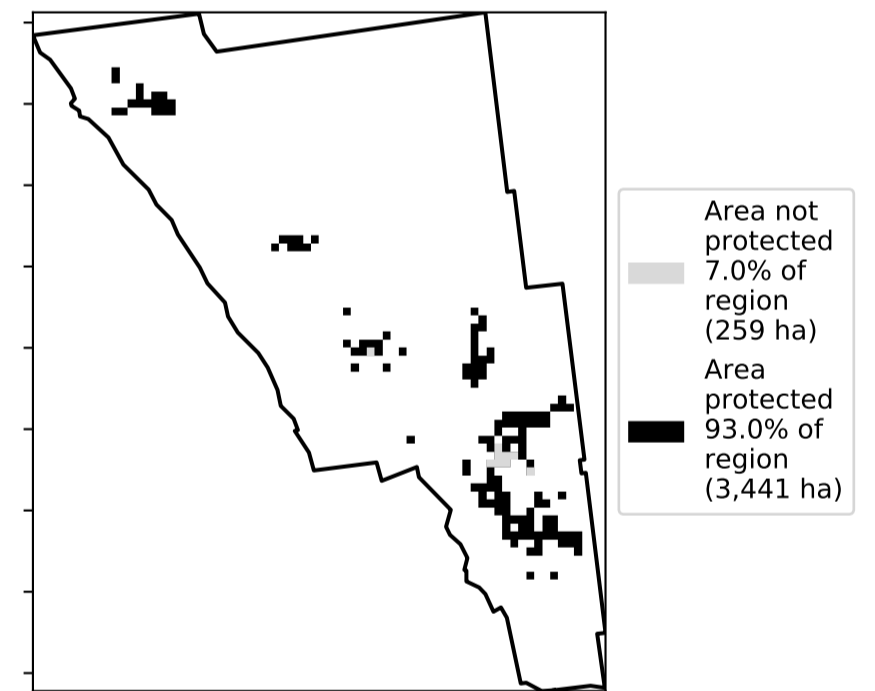 Area not
protected
7.0% of
region
(259 ha)
Area
protected
93.0% of
region
(3,441 ha)